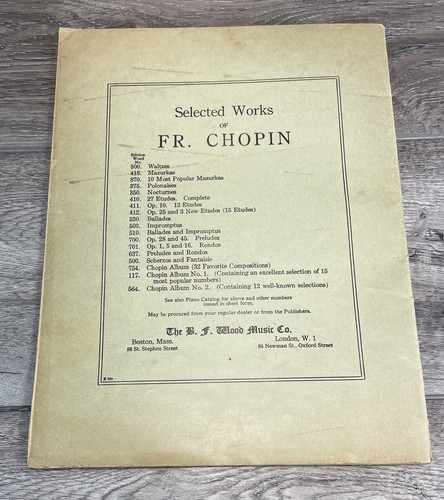 Selected Works
OF
FR. CHOPIN
Edition
Wood
No.
300. Waltzes
415. Mazurkas
870. 10 Most Popular Mazurkas
375. Polonaises
350. Nocturnes
410. 27 Etudes. Complete
411. Op. 10. 12 Etudes
412. Op. 25 and 3 New Etudes (15 Etudes)
530 Ballades
503. Impromptus
510. Ballades and Impromptus
700. Op. 28 and 45. Preludes
701. Op. 1, 5 and 16. Rondos
637. Preludes and Rondos
500. Scherzos and Fantaisie
754. Chopin Album (32 Favorite Compositions)
117. Chopin Album No. 1. (Containing an excellent selection of 15
most popular numbers)
564. Chopin Album No. 2. (Containing 12 well-known selections)
See also Piano Catalog for above and other numbers
issued in sheet form.
May be procured from your regular dealer or from the Publishers.
The B. F. Wood Music Co.
Boston, Mass. London, W. 1
88 St. Stephen Street 84 Newman St., Oxford Street